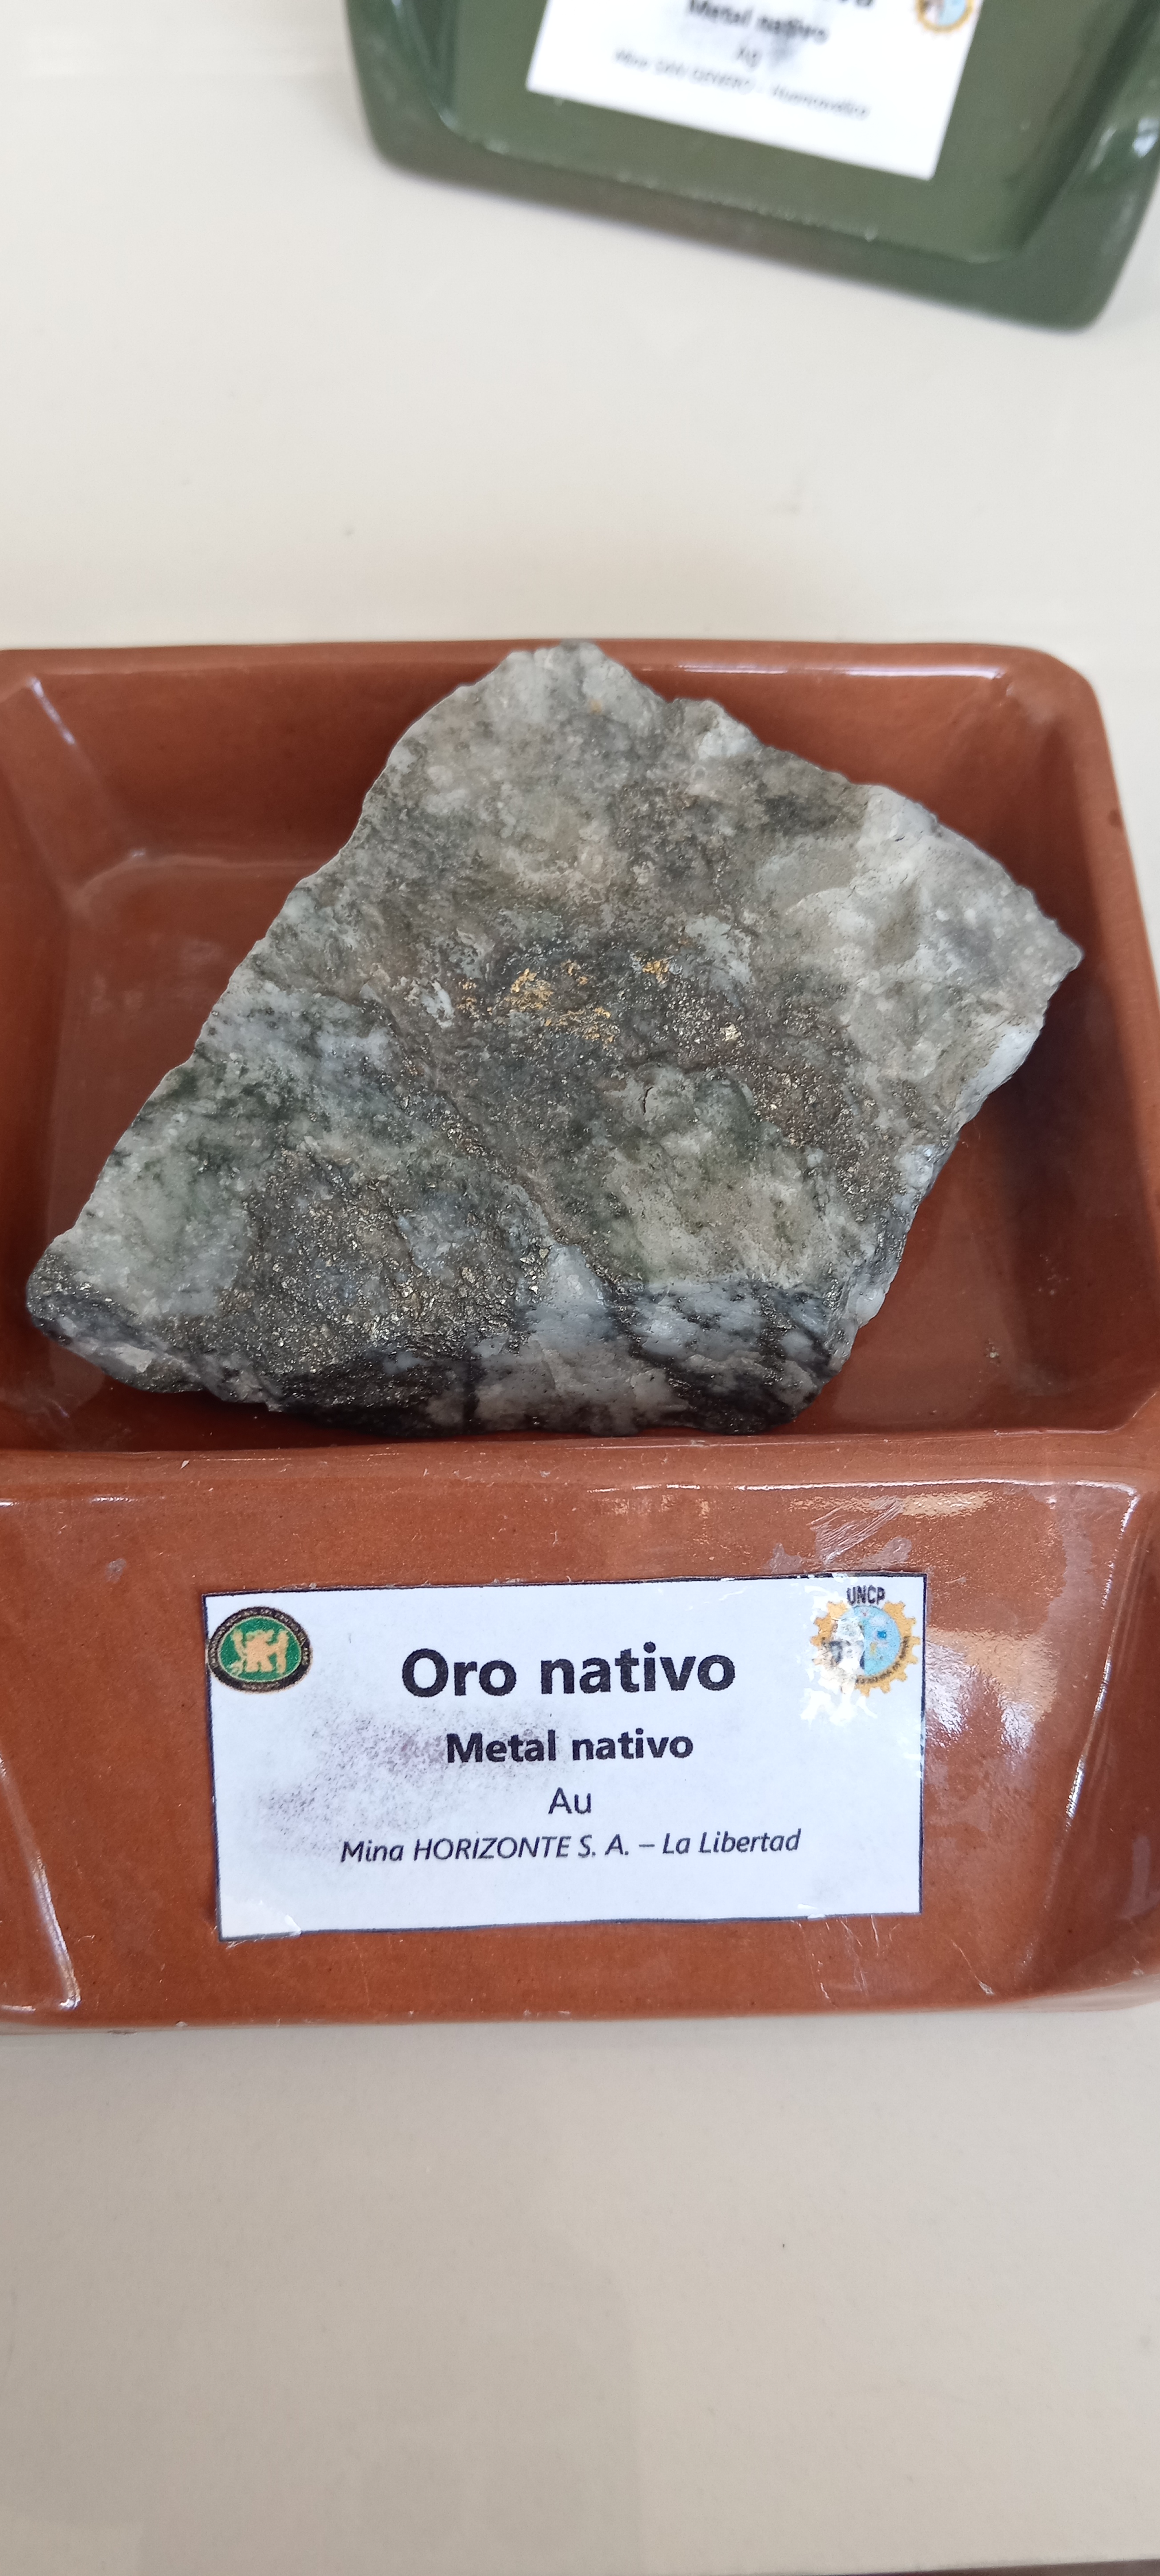 Metal nativo
Ag
UNCP
Oro nativo
Metal nativo
Au
Mina HORIZONTE S. A. – La Libertad